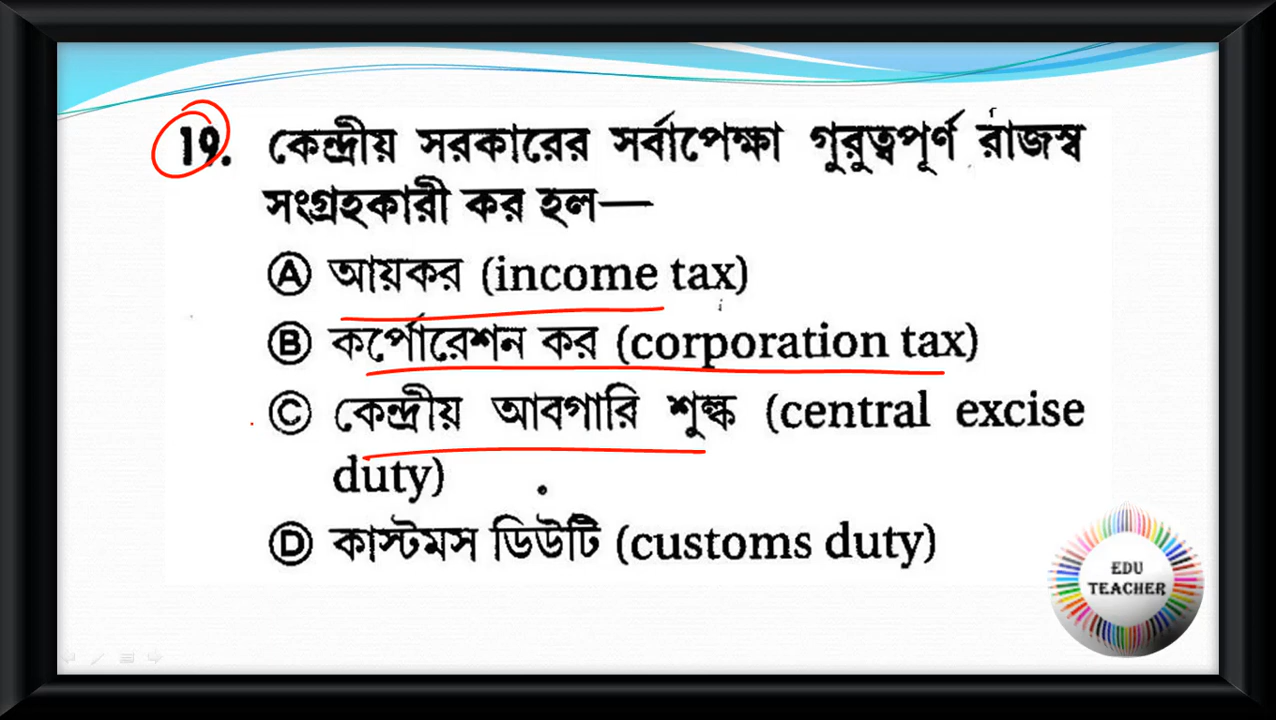 19. কেন্দ্রীয় সরকারের সর্বাপেক্ষা গুরুত্বপূর্ণ রাজস্ব
সংগ্রহকারী কর হল—
Ⓐ আয়কর (income tax)
Ⓑ কর্পোরেশন কর (corporation tax)
Ⓒ কেন্দ্রীয় আবগারি শুল্ক (central excise
duty)
Ⓓ কাস্টমস ডিউটি (customs duty)
EDU
TEACHER